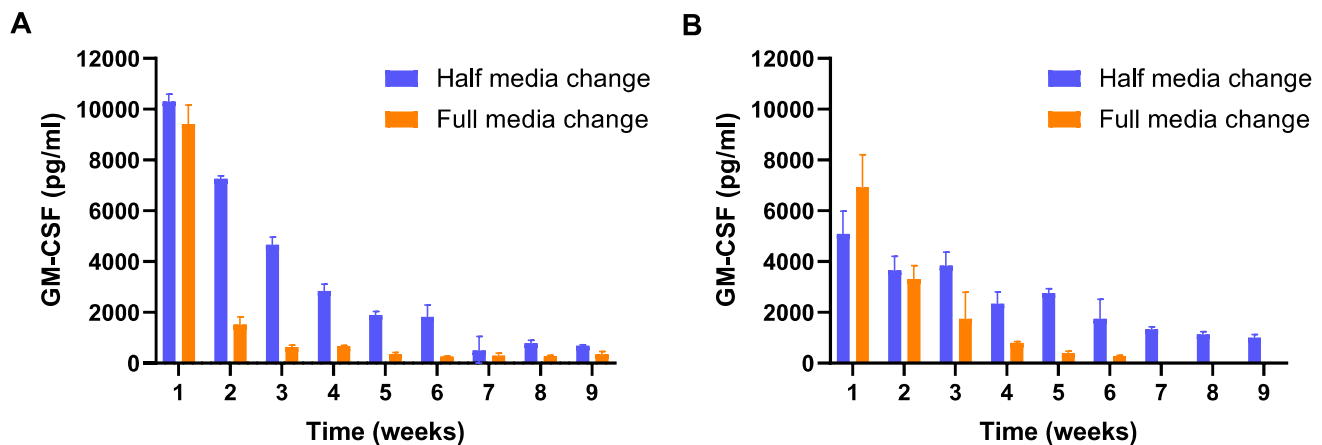 A
GM-CSF (pg/ml)
12000
10000
8000
6000
4000
2000
0
Half media change
Full media change
1 2 3 4 5 6 7 8 9
Time (weeks)
B
GM-CSF (pg/ml)
12000
10000
8000
6000
4000
2000
0
Half media change
Full media change
1 2 3 4 5 6 7 8 9
Time (weeks)